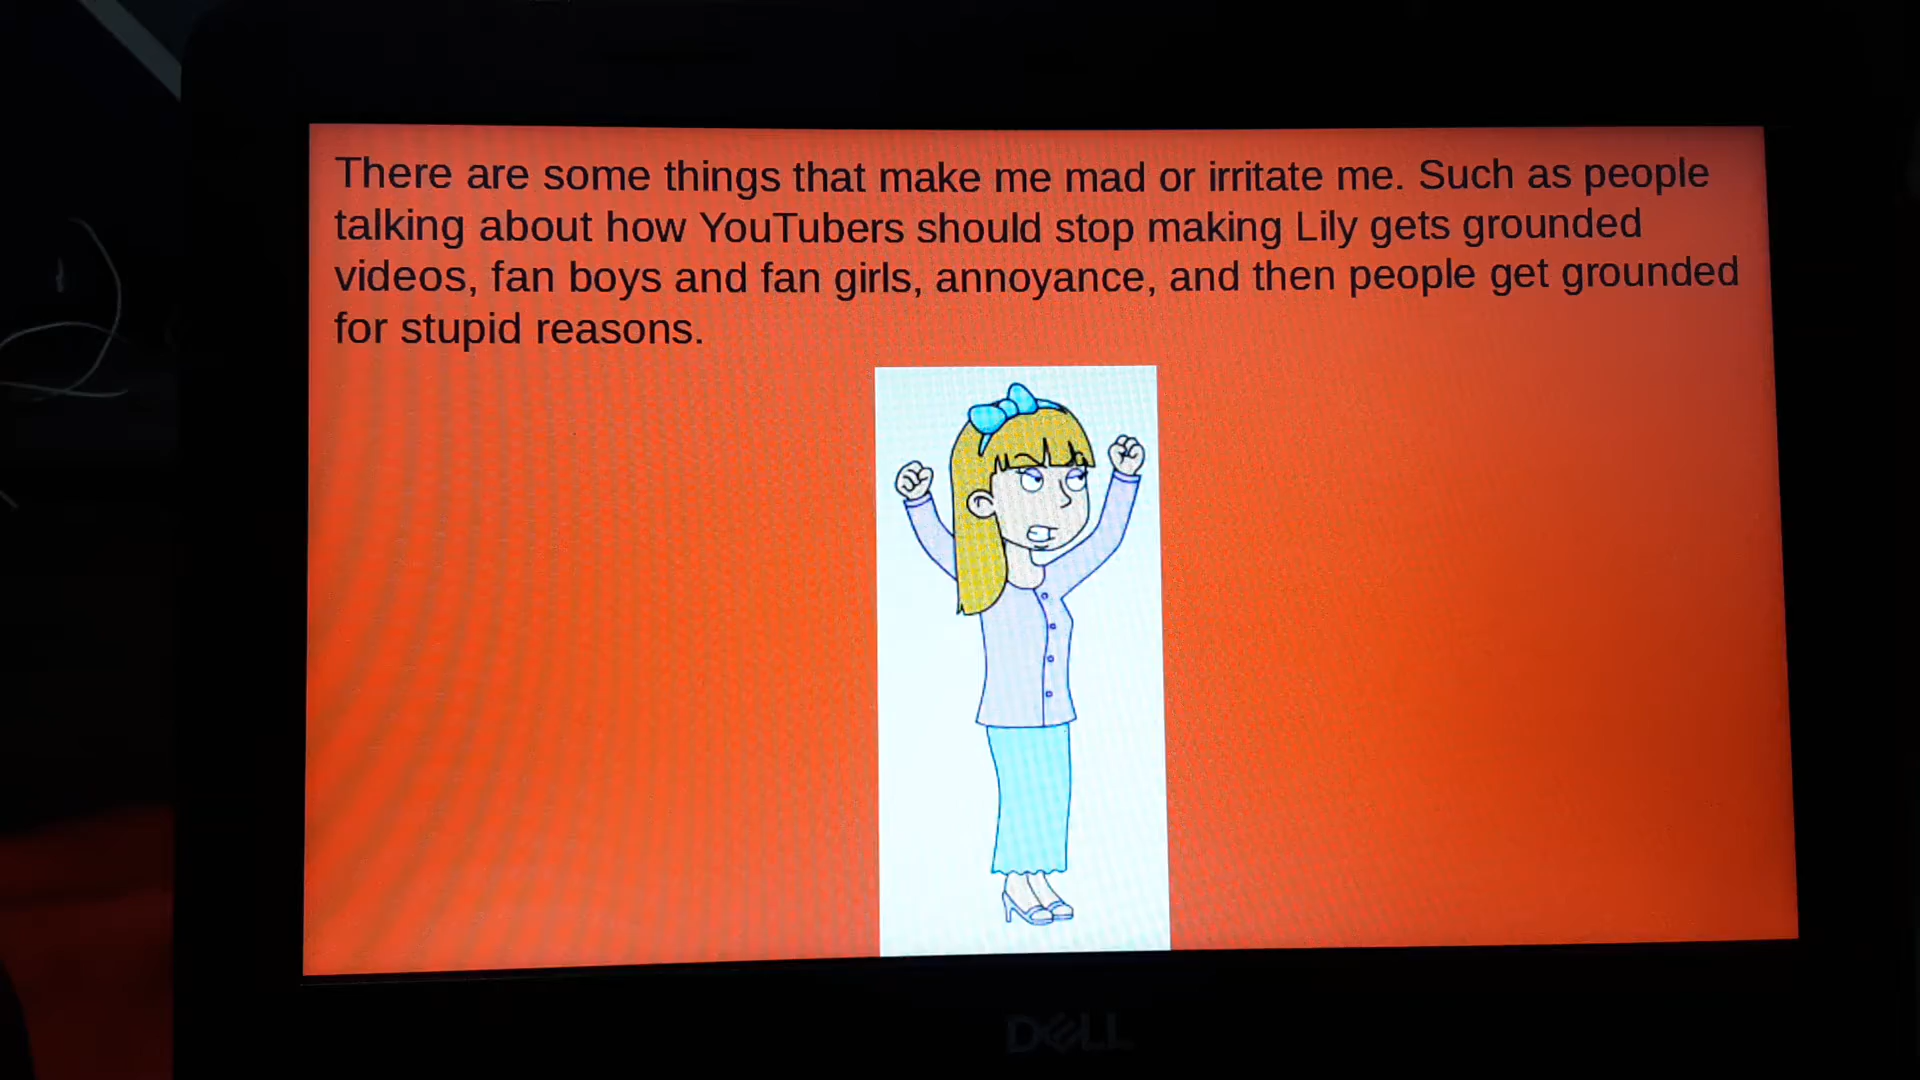 There are some things that make me mad or irritate me. Such as people
talking about how YouTubers should stop making Lily gets grounded
videos, fan boys and fan girls, annoyance, and then people get grounded
for stupid reasons.
DELL